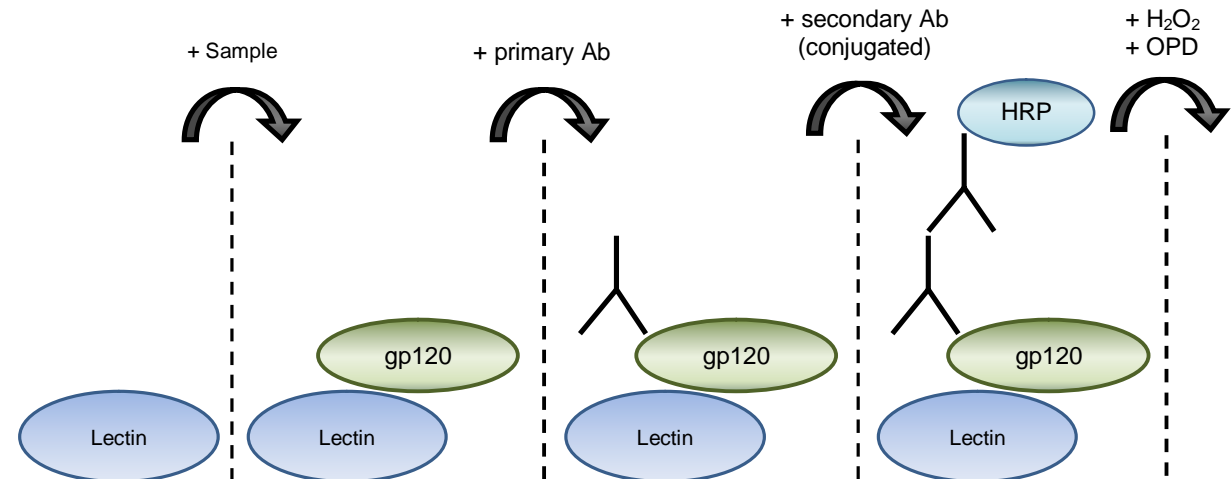 + Sample
+ primary Ab
+ secondary Ab
(conjugated)
+ H₂O₂
+ OPD
HRP
gp120
gp120
gp120
Lectin
Lectin
Lectin
Lectin